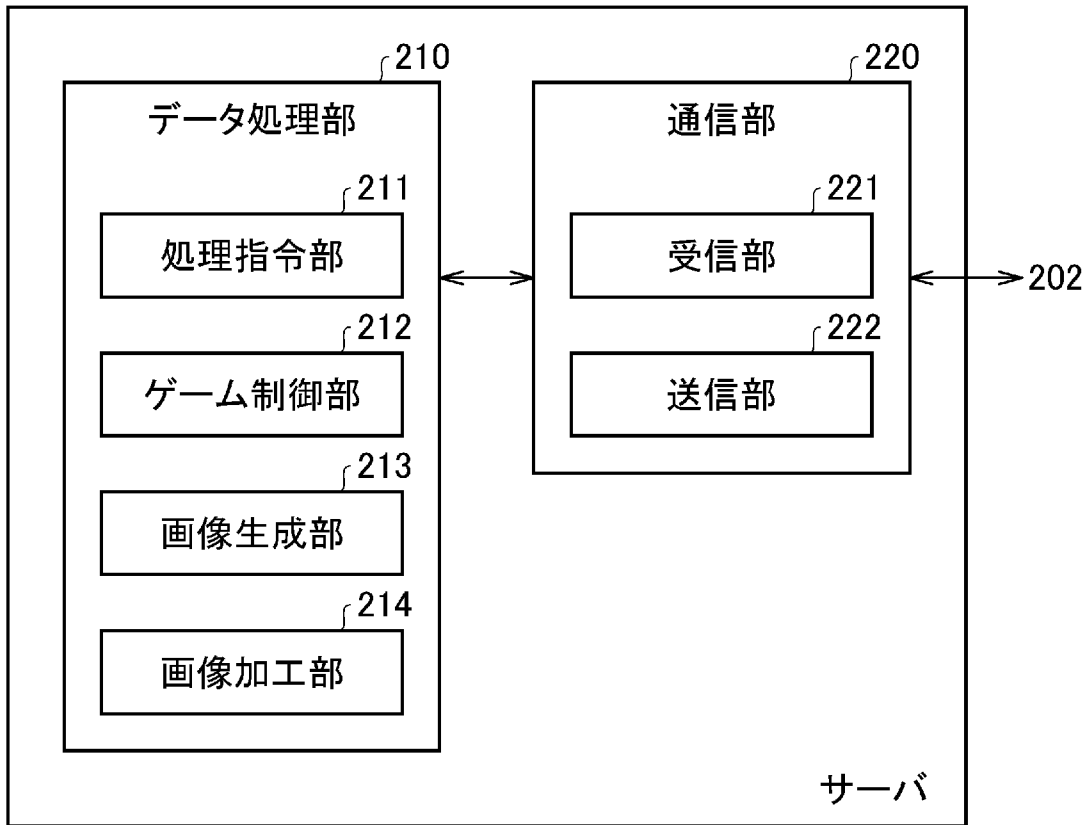 210
データ処理部
211
処理指令部
212
ゲーム制御部
213
画像生成部
214
画像加工部
220
通信部
221
受信部
222
送信部
202
サーバ